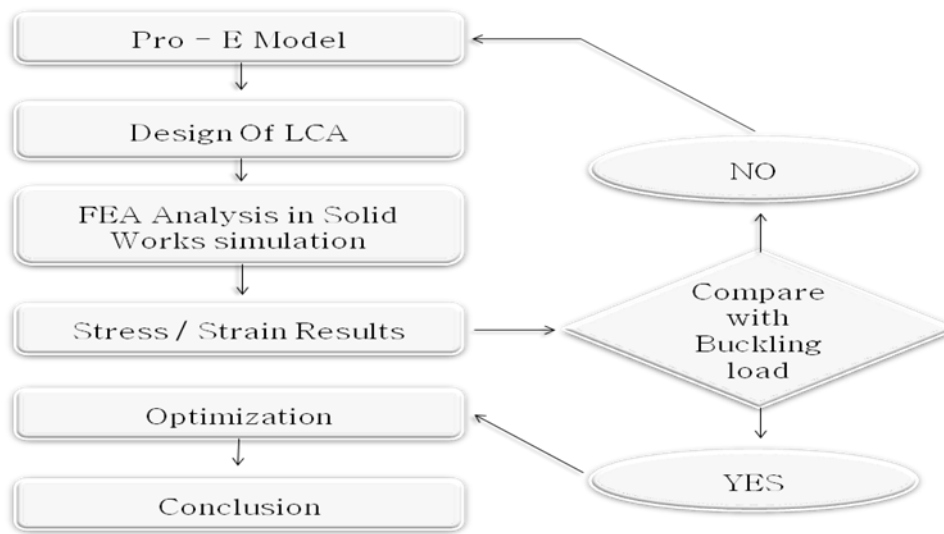 Pro – E Model
Design Of LCA
FEA Analysis in Solid
Works simulation
Stress / Strain Results
Optimization
Conclusion
NO
Compare
with
Buckling
load
YES